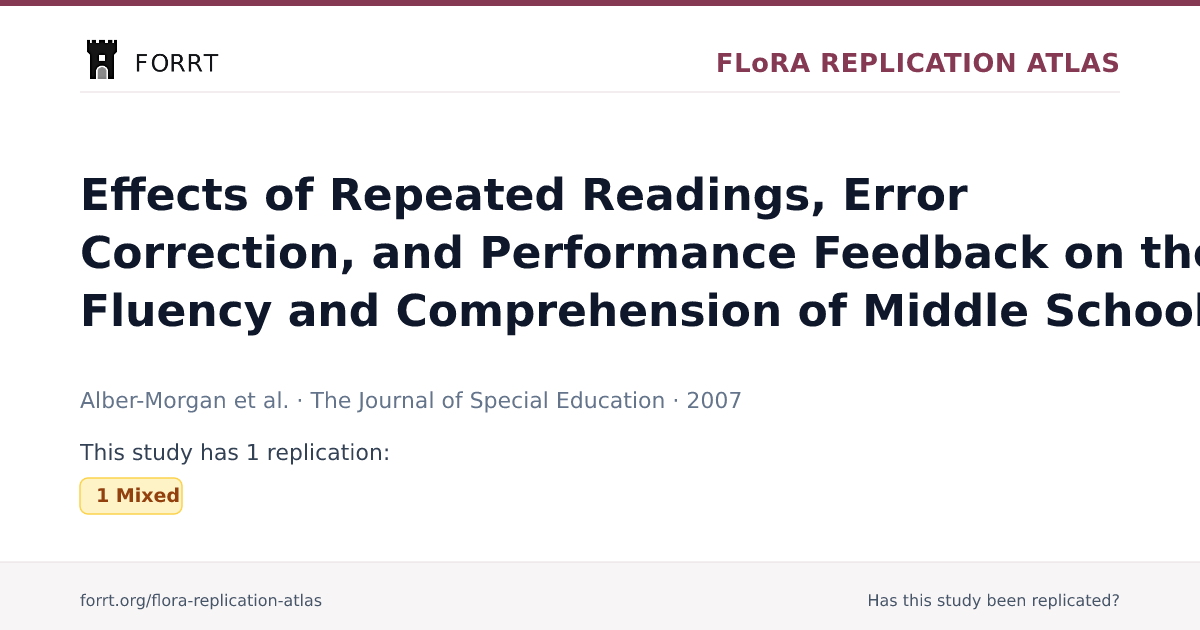 FORRT
FLoRA REPLICATION ATLAS
Effects of Repeated Readings, Error
Correction, and Performance Feedback on the
Fluency and Comprehension of Middle School
Alber-Morgan et al. · The Journal of Special Education · 2007
This study has 1 replication:
1 Mixed
forrt.org/flora-replication-atlas
Has this study been replicated?